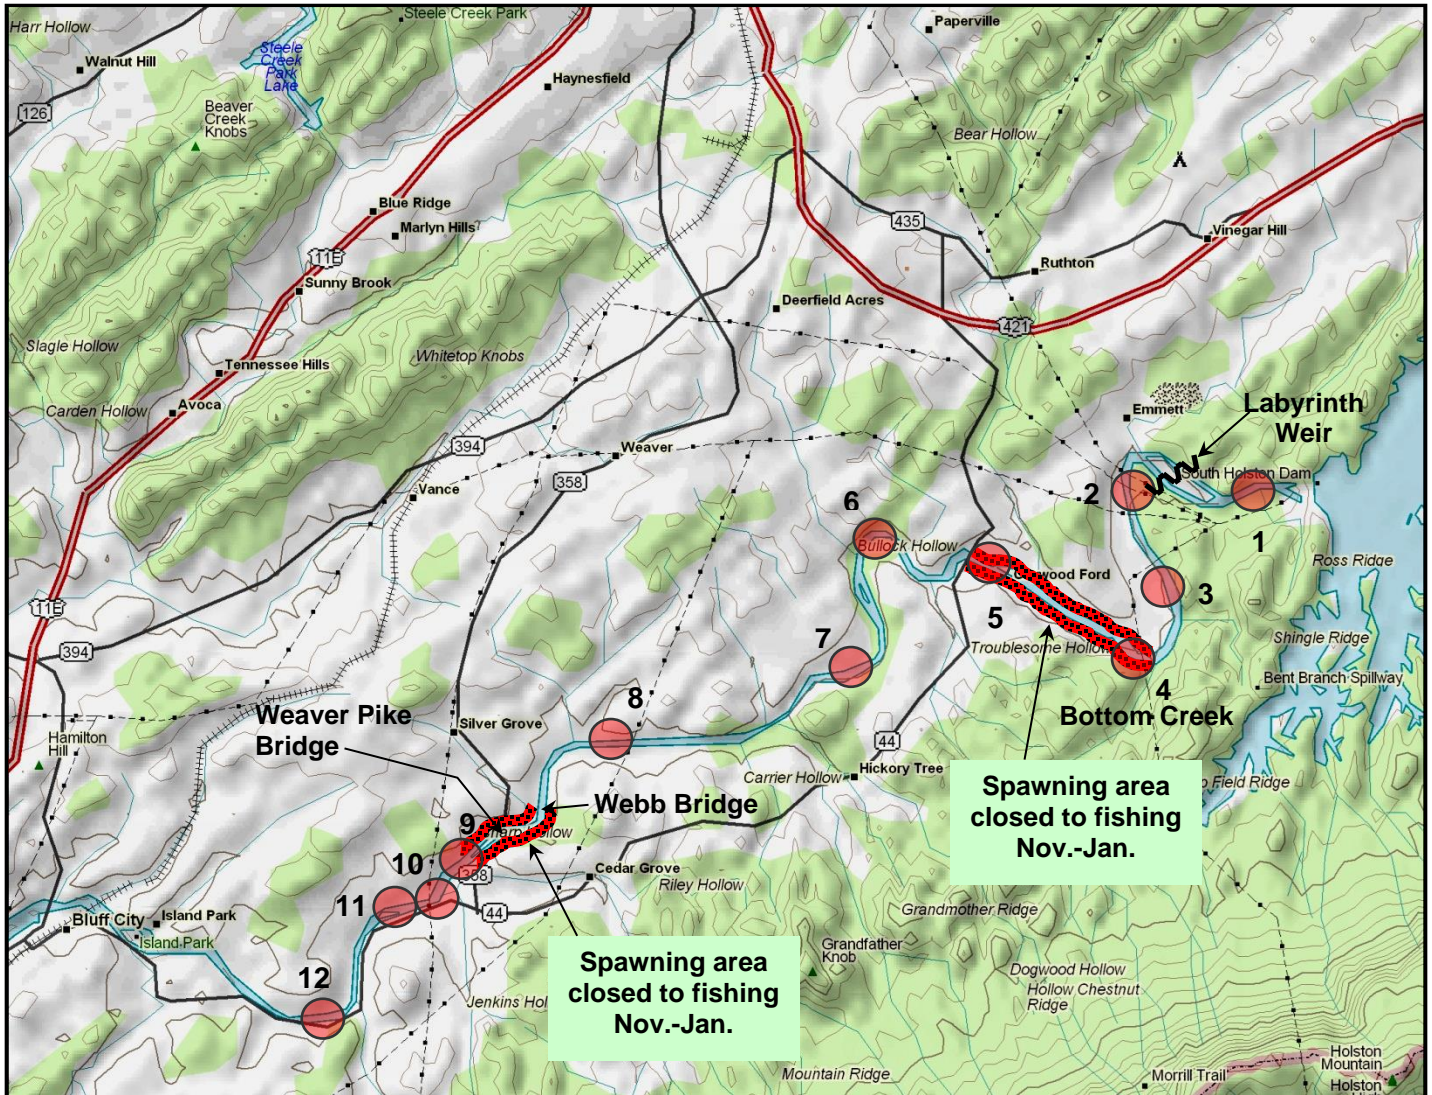 Harr Hollow
Steele Creek Park
Paperville
Walnut Hill
Steele
Creek
Park
Lake
Haynesfield
126
Beaver
Creek
Knobs
Bear Hollow
Blue Ridge
Marlyn Hills
435
Vinegar Hill
11E
Ruthton
Sunny Brook
Deerfield Acres
421
Slagle Hollow
Whitetop Knobs
Tennessee Hills
Carden Hollow
Avoca
Emmett
Labyrinth
Weir
394
Weaver
358
Vance
South Holston Dam
2
6
1
Bullock Hollow
Ross Ridge
3
11E
5
Shingle Ridge
394
7
Troublesome Hollow
Bent Branch Spillway
4
8
Bottom Creek
Weaver Pike
Bridge
Silver Grove
Hamilton
Hill
44
Hickory Tree
Carrier Hollow
Spawning area
closed to fishing
Nov.-Jan.
Field Ridge
Webb Bridge
9
10
358
Cedar Grove
Riley Hollow
11
44
Grandmother Ridge
Bluff City
Island Park
Island Park
Grandfather
Knob
Spawning area
closed to fishing
Nov.-Jan.
12
Dogwood Hollow
Hollow Chestnut
Ridge
Jenkins
Mountain Ridge
Morrill Trail
Holston
Mountain
Holston